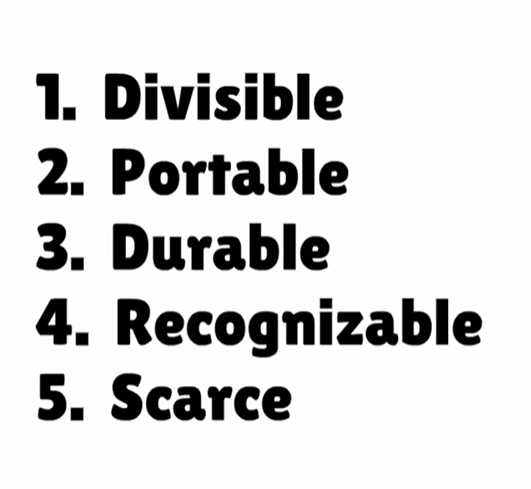 1. Divisible
2. Portable
3. Durable
4. Recognizable
5. Scarce